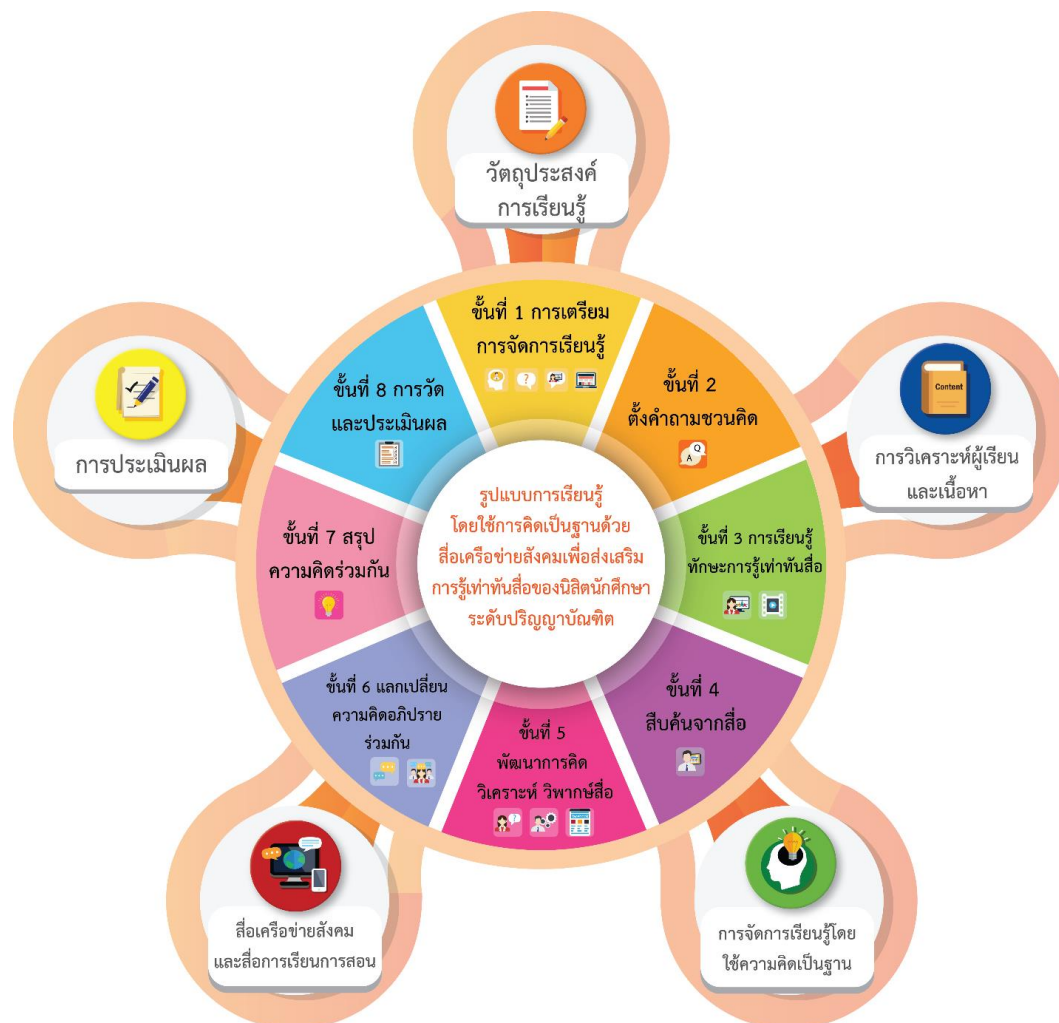 วัตถุประสงค์
การเรียนรู้
ขั้นที่ 1 การเตรียม
การจัดการเรียนรู้
ขั้นที่ 2
ตั้งคำถามชวนคิด
Q
A
ขั้นที่ 3 การเรียนรู้
ทักษะการรู้เท่าทันสื่อ
ขั้นที่ 4
สืบค้นจากสื่อ
ขั้นที่ 5
พัฒนาการคิด
วิเคราะห์ วิพากษ์สื่อ
ขั้นที่ 6 แลกเปลี่ยน
ความคิดอภิปราย
ร่วมกัน
ขั้นที่ 7 สรุป
ความคิดร่วมกัน
ขั้นที่ 8 การวัด
และประเมินผล
รูปแบบการเรียนรู้
โดยใช้การคิดเป็นฐานด้วย
สื่อเครือข่ายสังคมเพื่อส่งเสริม
การรู้เท่าทันสื่อของนิสิตนักศึกษา
ระดับปริญญาบัณฑิต
Content
การวิเคราะห์ผู้เรียน
และเนื้อหา
การจัดการเรียนรู้โดย
ใช้ความคิดเป็นฐาน
สื่อเครือข่ายสังคม
และสื่อการเรียนการสอน
การประเมินผล